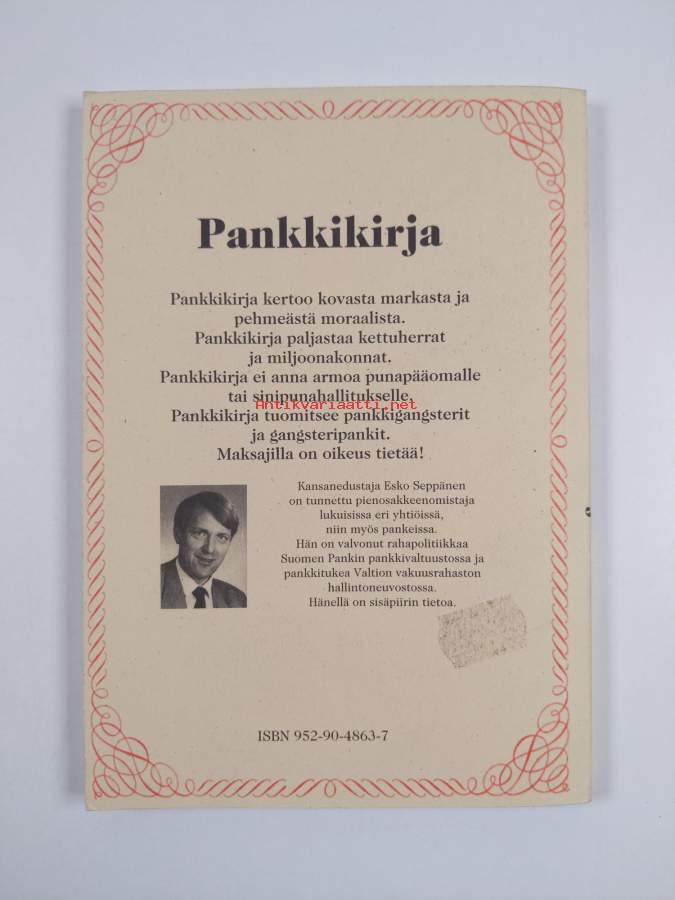 Pankkikirja
Pankkikirja kertoo kovasta markasta ja
pehmeästä moraalista.
Pankkikirja paljastaa kettuherrat
ja miljoonakonnat.
Pankkikirja ei anna armoa punapääomalle
tai sinipunahallitukselle.
Antikvariaatti.net
Pankkikirja tuomitsee pankkigangsterit
ja gangsteripankit.
Maksajilla on oikeus tietää!
Kansanedustaja Esko Seppänen
on tunnettu pienosakkeenomistaja
lukuisissa eri yhtiöissä,
niin myös pankeissa.
Hän on valvonut rahapolitiikkaa
Suomen Pankin pankkivaltuustossa ja
pankkitukea Valtion vakuusrahaston
hallintoneuvostossa.
Hänellä on sisäpiirin tietoa.
ISBN 952-90-4863-7